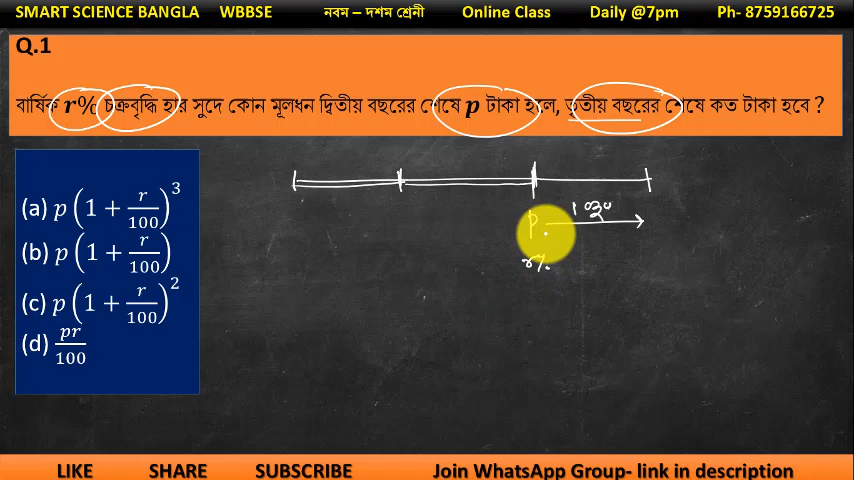 SMART SCIENCE BANGLA WBBSE নবম – দশম শ্রেনী Online Class Daily @7pm Ph- 8759166725
Q.1
বার্ষিক r% চক্রবৃদ্ধি হার সুদে কোন মূলধন দ্বিতীয় বছরের শেষে p টাকা হলে, তৃতীয় বছরের শেষে কত টাকা হবে ?
(a) p(1 + r/100)^3
(b) p(1 + r/100)
(c) p(1 + r/100)^2
(d) pr/100
P.
r%.
LIKE SHARE SUBSCRIBE Join WhatsApp Group- link in description